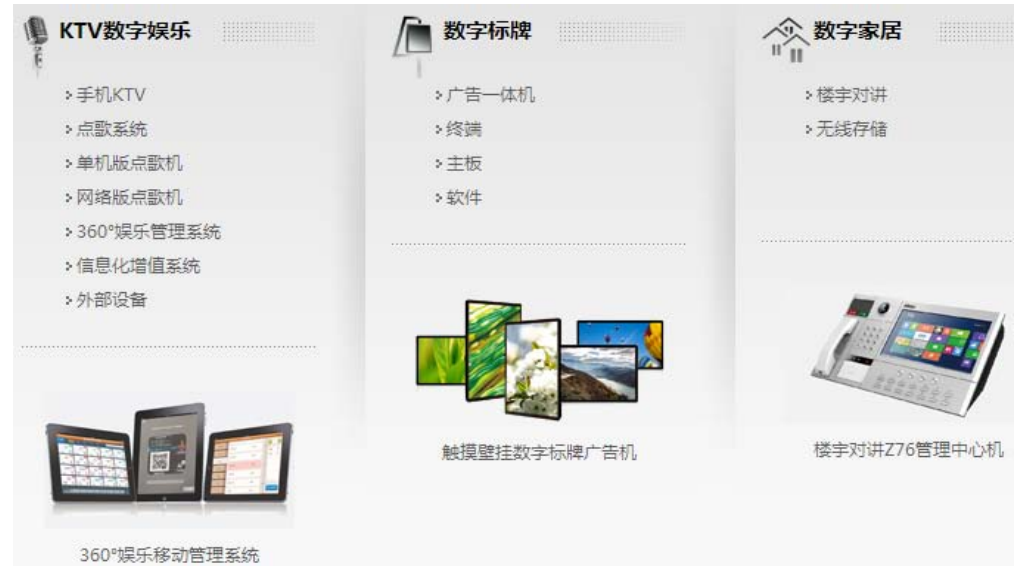 KTV数字娱乐
手机KTV
点歌系统
单机版点歌机
网络版点歌机
360°娱乐管理系统
信息化增值系统
外部设备
360°娱乐移动管理系统
数字标牌
广告一体机
终端
主板
软件
触摸壁挂数字标牌广告机
数字家居
楼宇对讲
无线存储
楼宇对讲Z76管理中心机